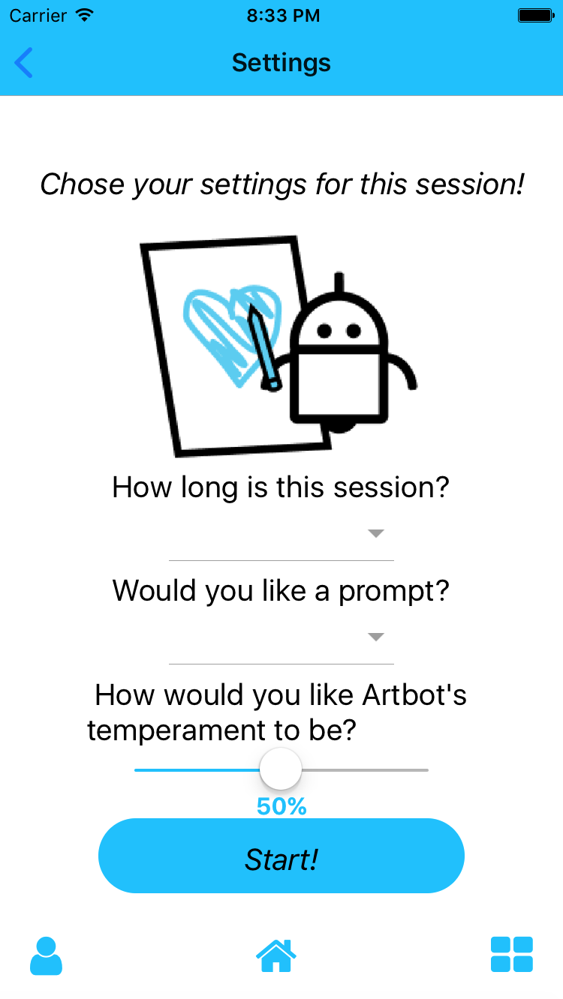 Carrier 8:33 PM
Settings
Chose your settings for this session!
How long is this session?
Would you like a prompt?
How would you like Artbot's
temperament to be?
50%
Start!